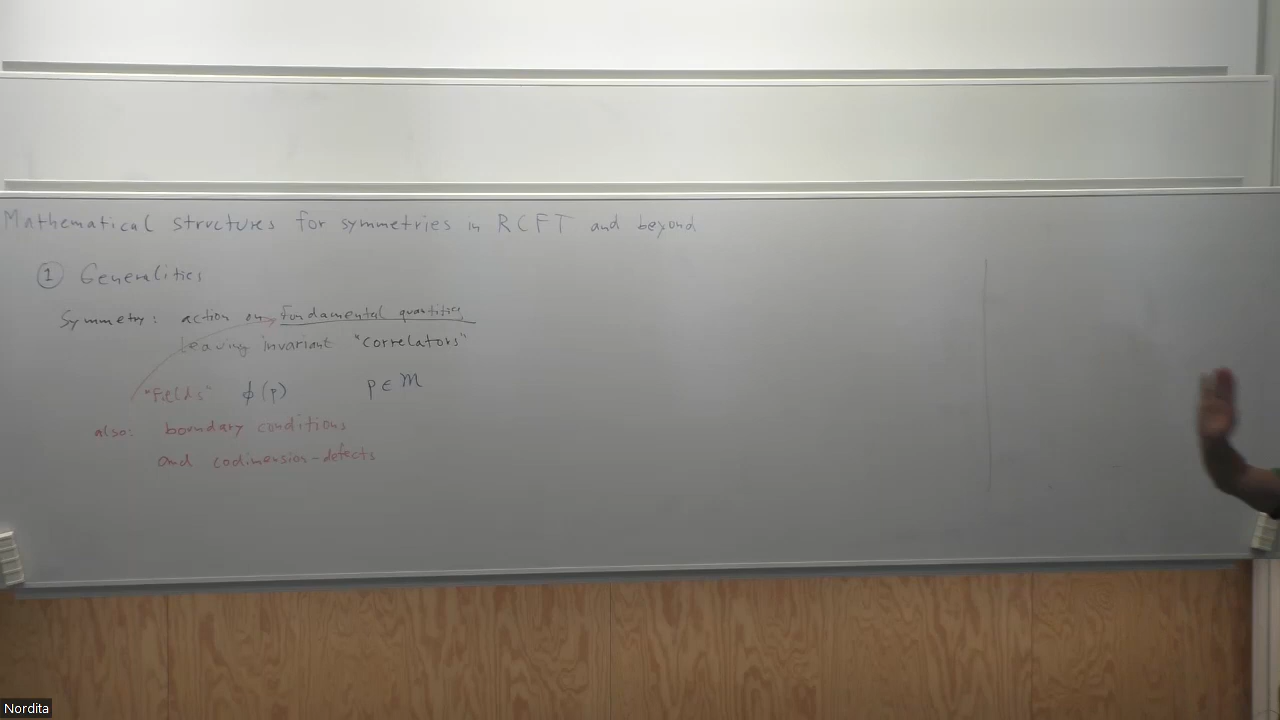 Mathematical structures for symmetries in RCFT and beyond
① Generalities
Symmetry: action on fundamental quantities,
leaving invariant "correlators"
"Fields" ϕ(p) p ∈ M
also: boundary conditions
and codimension-defects
Nordita